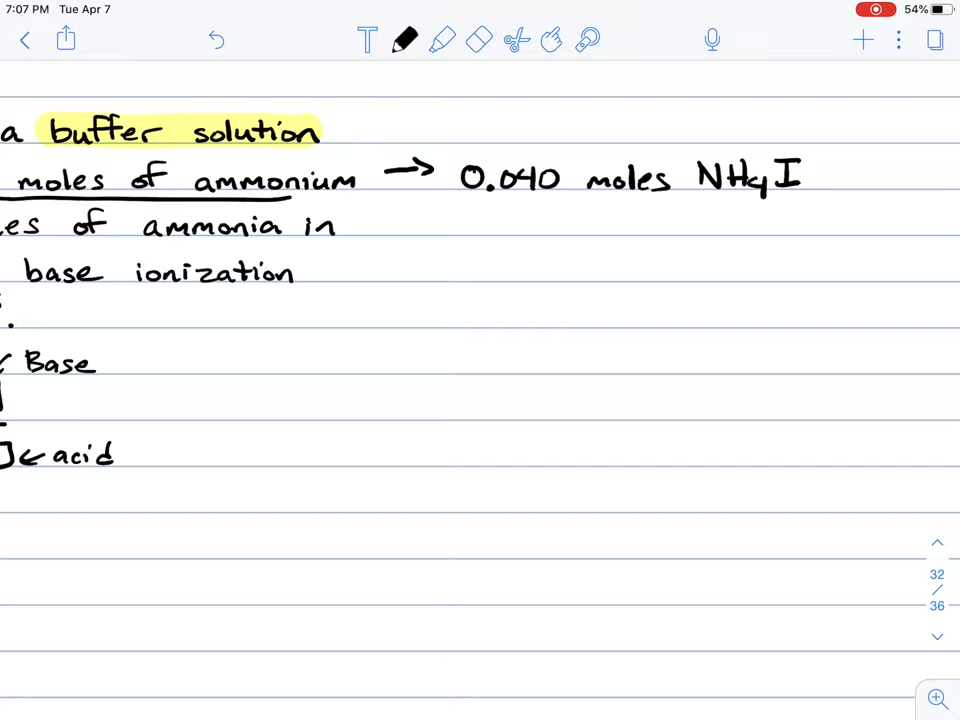 7:07 PM Tue Apr 7
54%
T
a buffer solution
moles of ammonium → 0.040 moles NH4I
es of ammonia in
base ionization
.
Base
] ← acid
32
/
36